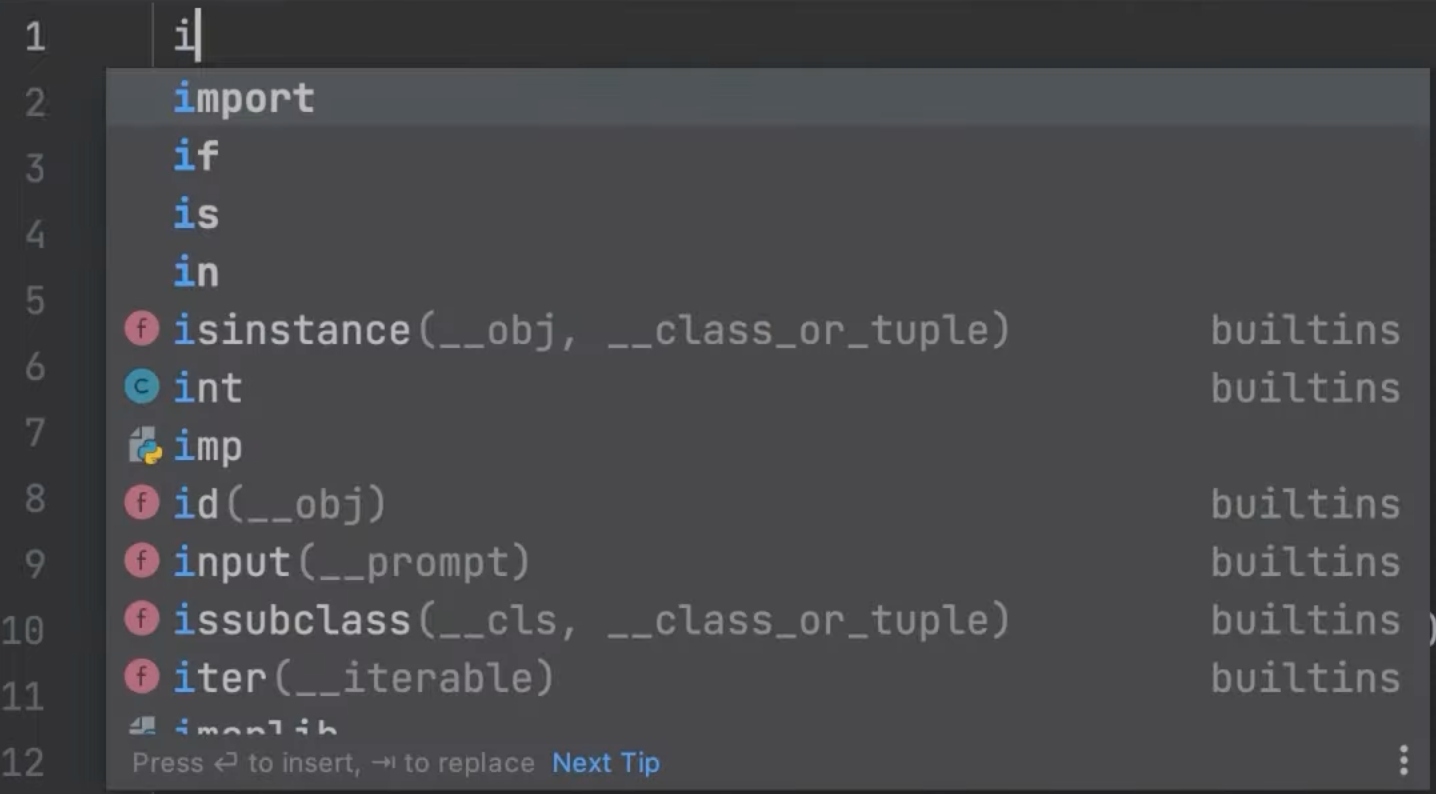 1 i
2 import
3 if
4 is
in
5 isinstance(__obj, __class_or_tuple) builtins
6 int builtins
7 imp
8 id(__obj) builtins
9 input(__prompt) builtins
10 issubclass(__cls, __class_or_tuple) builtins )
11 iter(__iterable) builtins
12 Press ↵ to insert, ⇥ to replace Next Tip